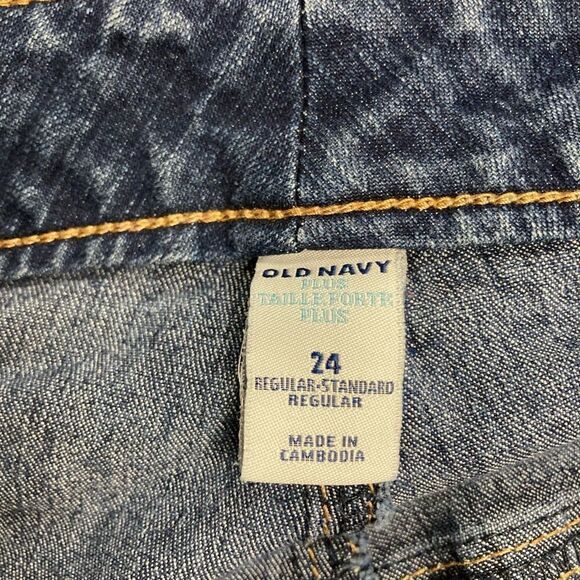 OLD NAVY
PLUS
TAILLE FORTE
PLUS
24
REGULAR-STANDARD
REGULAR
MADE IN
CAMBODIA